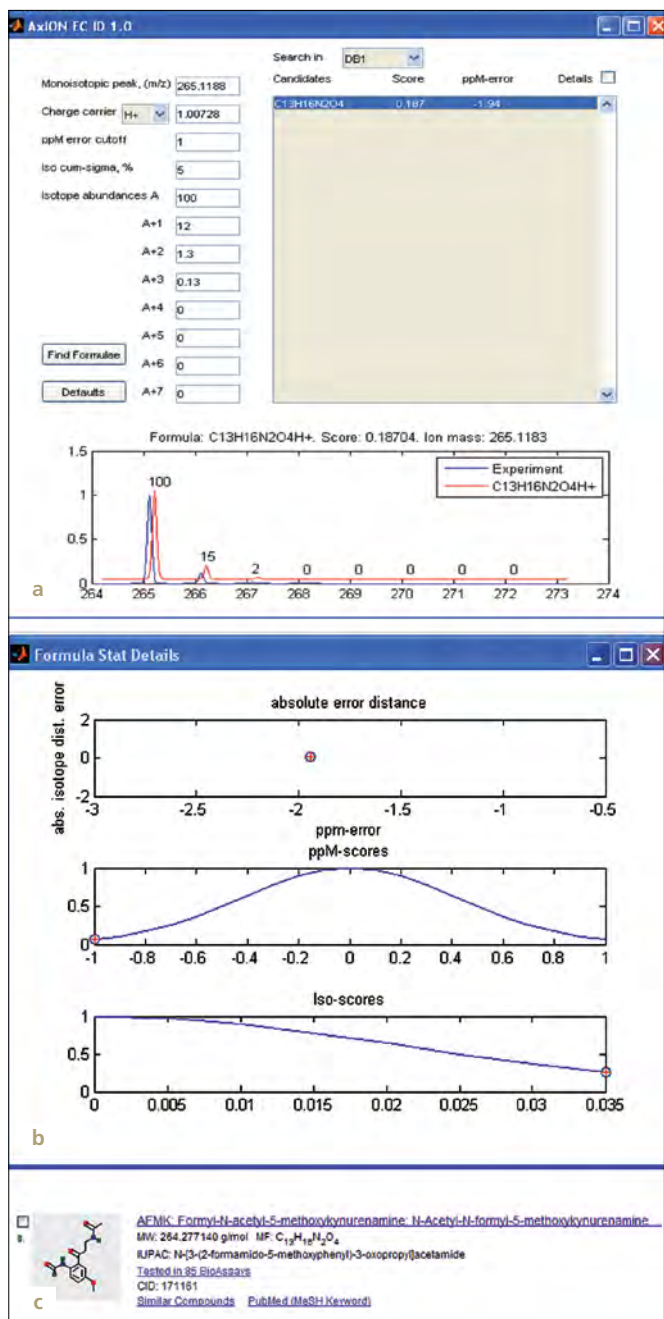 AxION EC ID 1.0
Search in DB1
Monoisotopic peak, (m/z) 265.1188
Candidates Score ppM-error Details
C13H16N2O4 0.187 -1.94
Charge carrier H+ 1.00728
ppM error cutoff 1
Iso cum-sigma, % 5
Isotope abundances A 100
A+1 12
A+2 1.3
A+3 0.13
A+4 0
A+5 0
Find Formulae
A+6 0
Defaults
A+7 0
Formula: C13H16N2O4H+. Score: 0.18704. Ion mass: 265.1183
1.5
1
0.5
0
Experiment
C13H16N2O4H+
100
15
2
0
0
0
0
0
264 265 266 267 268 269 270 271 272 273 274
a
Formula Stat Details
absolute error distance
abs. isotope dist. error
2
0
-2
-3 -2.5 -2 -1.5 -1 -0.5
ppm-error
ppM-scores
1
0.5
0
-1 -0.8 -0.6 -0.4 -0.2 0 0.2 0.4 0.6 0.8 1
Iso-scores
1
0.5
0
0 0.005 0.01 0.015 0.02 0.025 0.03 0.035
b
AFMK: Formyl-N-acetyl-5-methoxykynurenamine: N-Acetyl-N-formyl-5-methoxykynurenamine ...
8.
MW: 264.277140 g/mol MF: C13H16N2O4
IUPAC: N-[3-(2-formamido-5-methoxyphenyl)-3-oxopropyl]acetamide
Tested in 85 BioAssays
CID: 171161
Similar Compounds PubMed (MeSH Keyword)
c